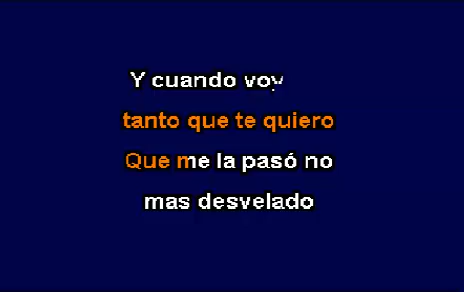 Y cuando voy
tanto que te quiero
Que me la pasó no
mas desvelado